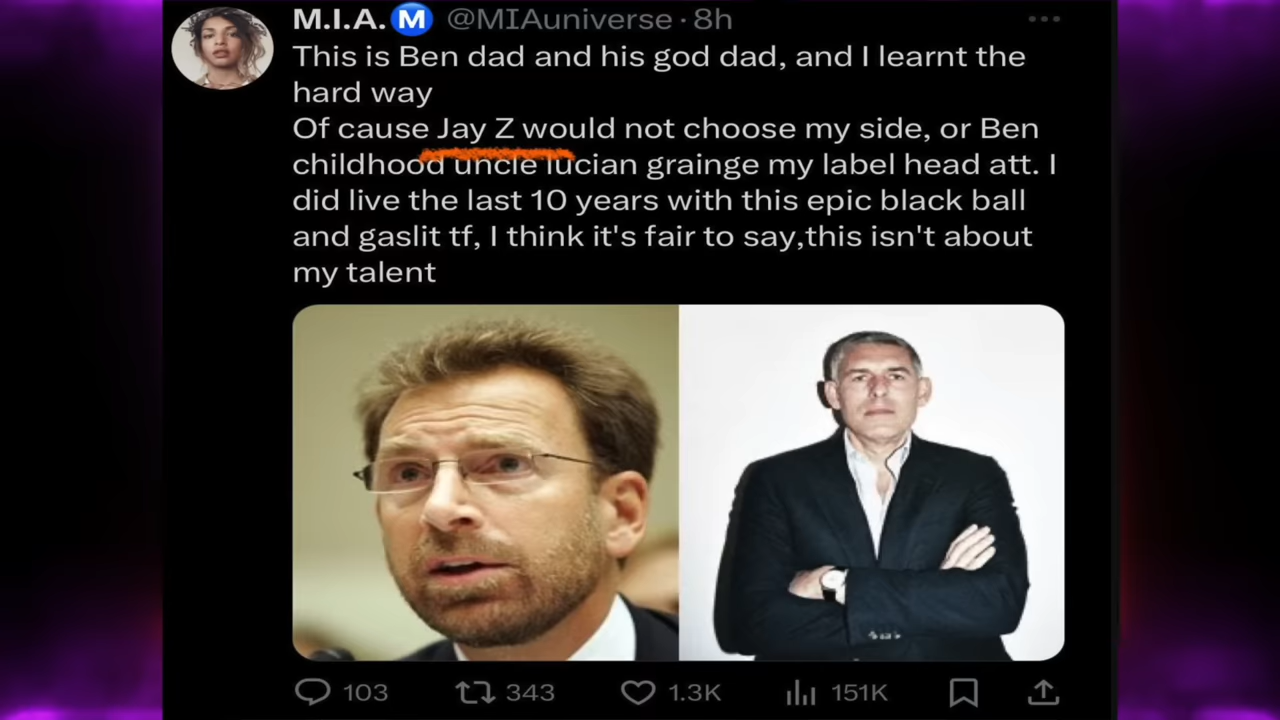 M.I.A. M @MIAuniverse · 8h
This is Ben dad and his god dad, and I learnt the
hard way
Of cause Jay Z would not choose my side, or Ben
childhood uncle lucian grainge my label head att. I
did live the last 10 years with this epic black ball
and gaslit tf, I think it's fair to say,this isn't about
my talent
103 343 1.3K 151K